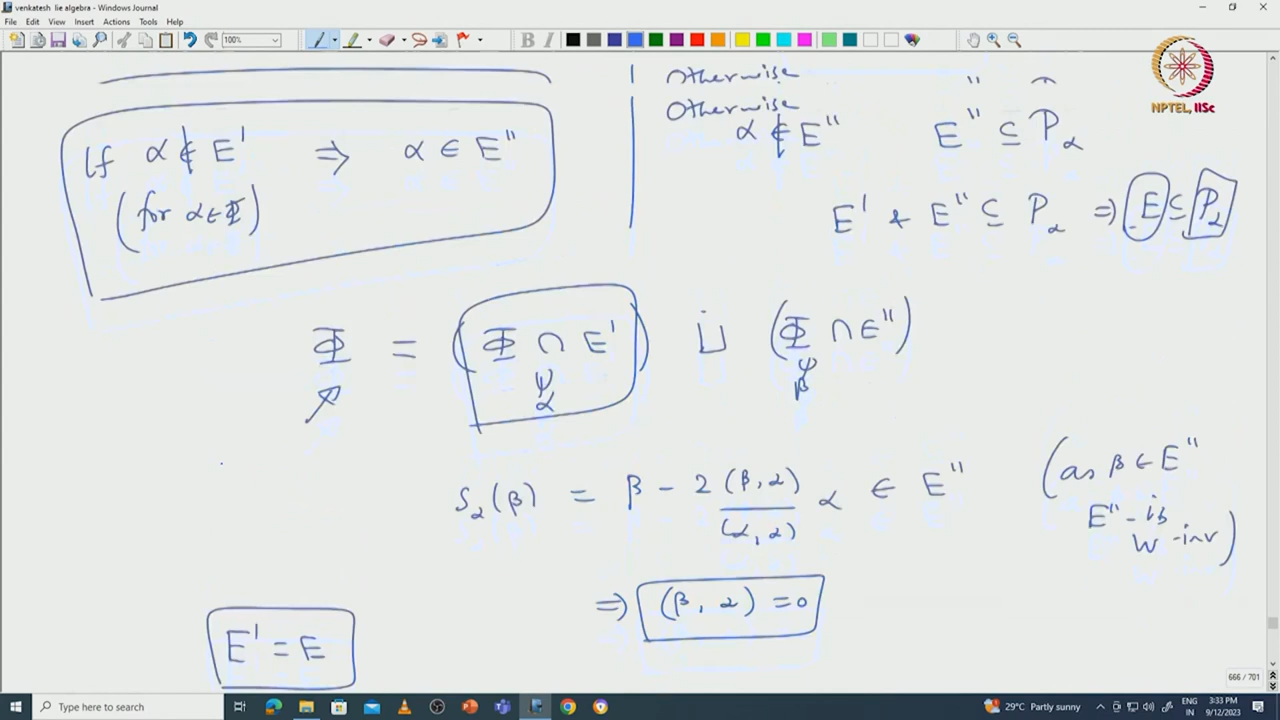 venkatesh lie algebra - Windows Journal
File Edit View Insert Actions Tools Help
100%
B I
NPTEL, IISc
Otherwise " ⊆
Otherwise
α ∉ E'' E'' ⊆ P_α
If α ∉ E' ⇒ α ∈ E''
(for α ∈ Φ)
E' & E'' ⊆ P_α ⇒ E ⊆ P_α
Φ = (Φ ∩ E') ⊔ (Φ ∩ E'')
α β
S_α(β) = β - 2 (β, α) / (α, α) α ∈ E'' (as β ∈ E''
E'' - is
W - inv)
⇒ (β, α) = 0
E' = E
666 / 701
Type here to search
29°C Partly sunny
ENG
IN
3:33 PM
9/12/2023